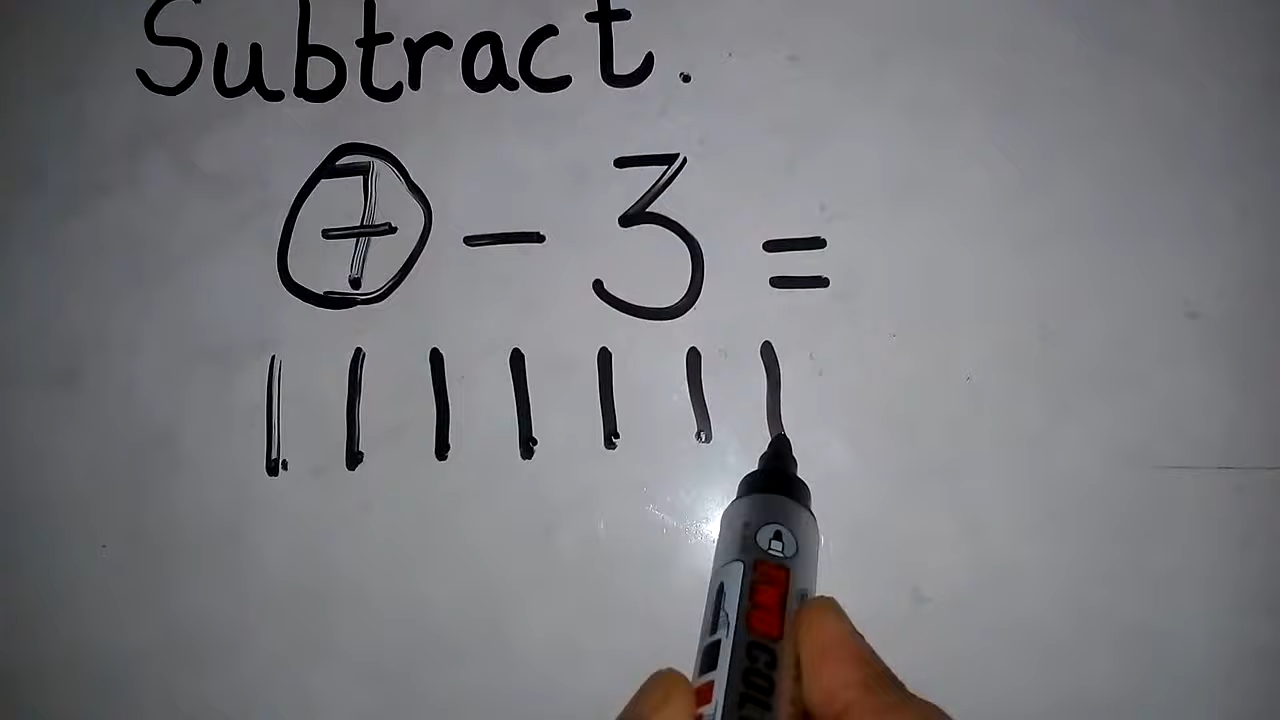 Subtract.
7 - 3 =
| | | | | | |